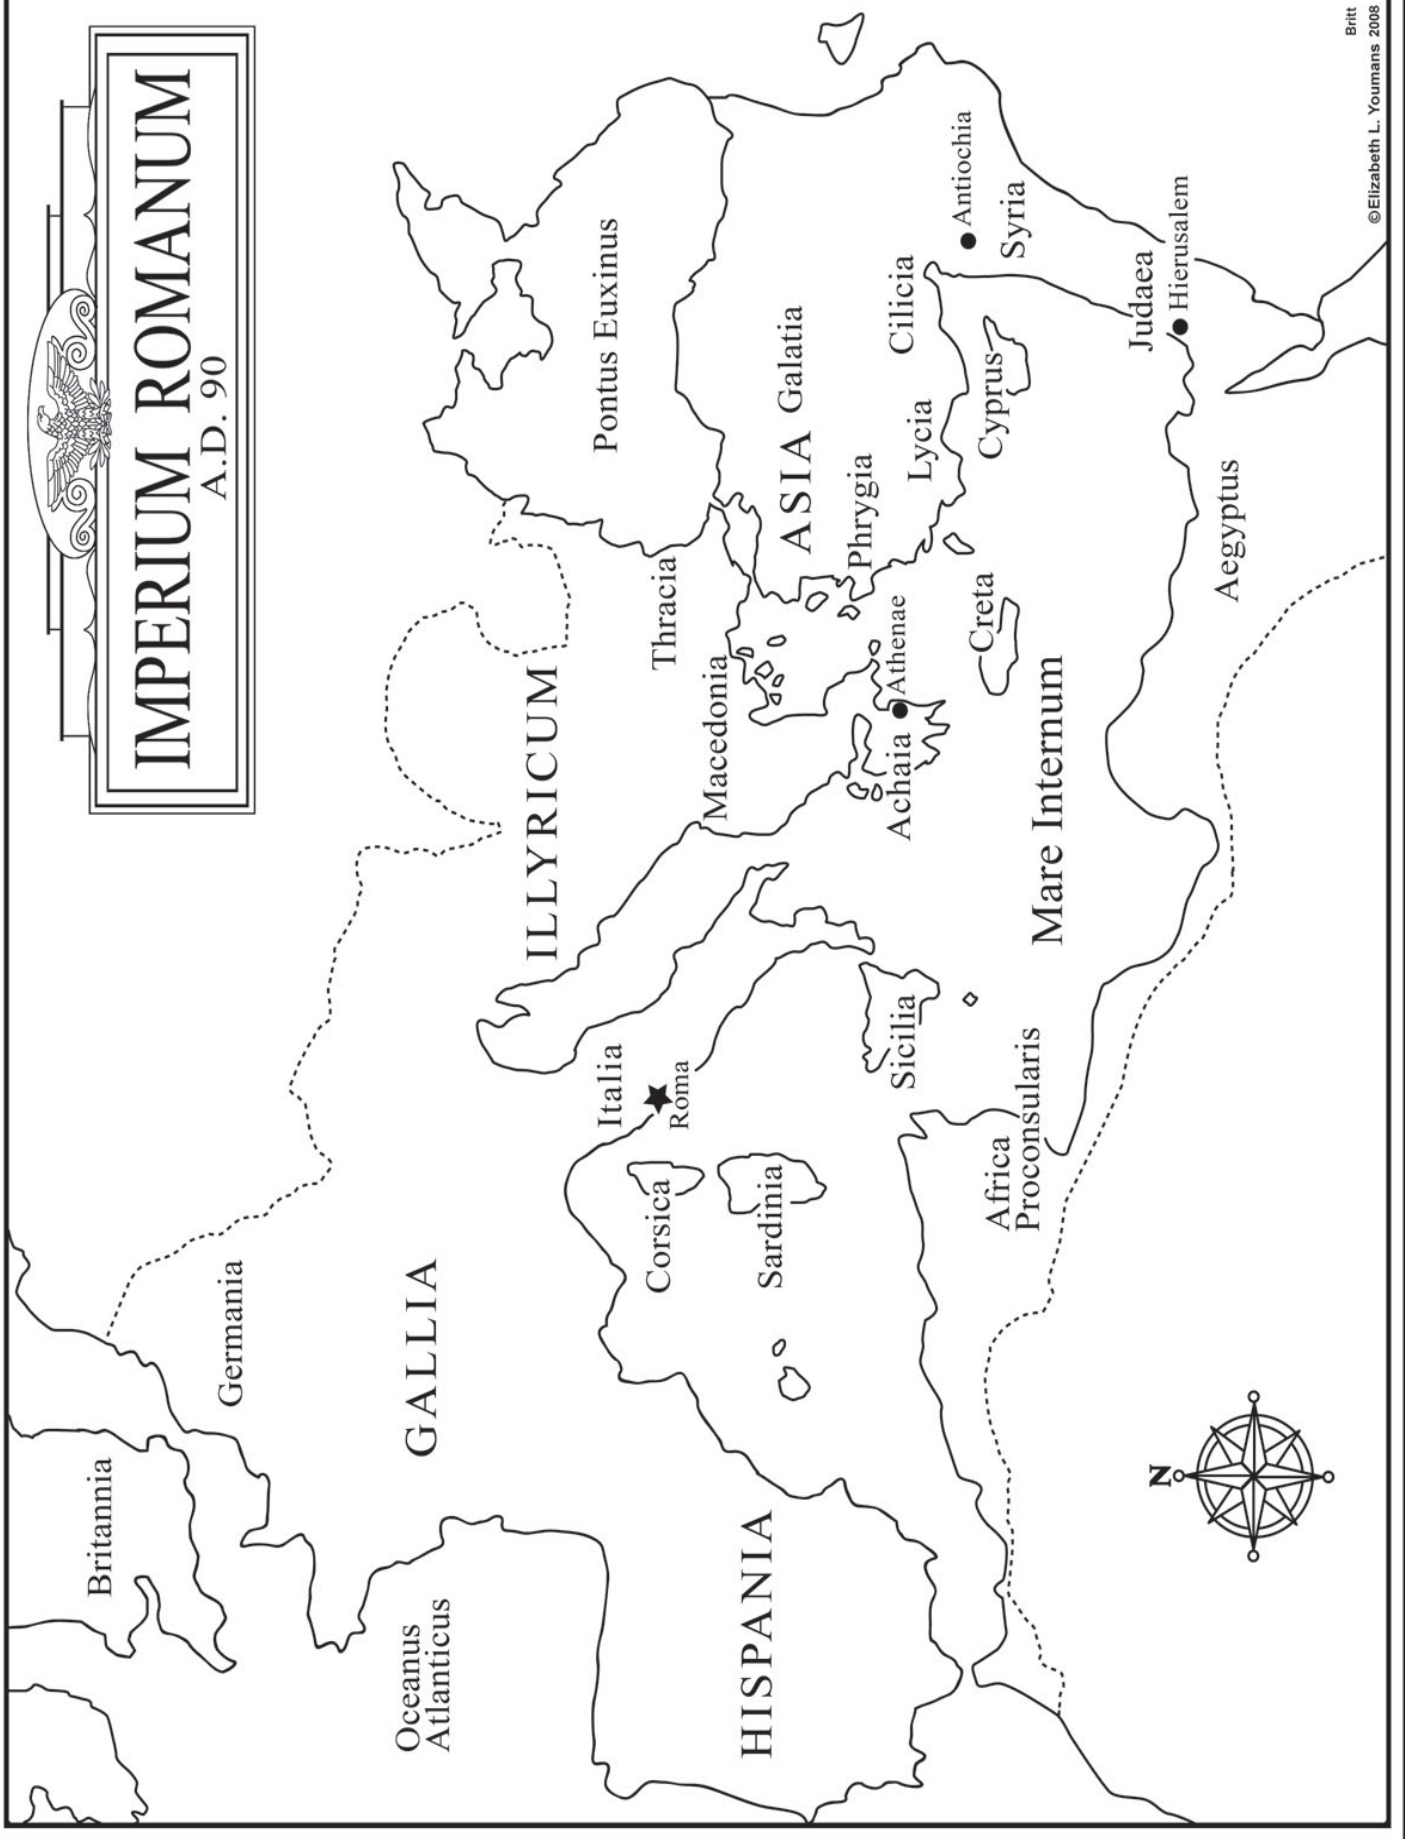 IMPERIUM ROMANUM
A.D. 90
Britannia
Germania
GALLIA
Oceanus
Atlanticus
HISPANIA
ILLYRICUM
Italia
Roma
Corsica
Sardinia
Sicilia
Thracia
Macedonia
Achaia
Athenae
Pontus Euxinus
ASIA
Galatia
Phrygia
Lycia
Cilicia
Antiochia
Syria
Cyprus
Creta
Mare Internum
Judaea
Hierusalem
Aegyptus
Africa
Proconsularis
N
Britt
©Elizabeth L. Youmans 2008